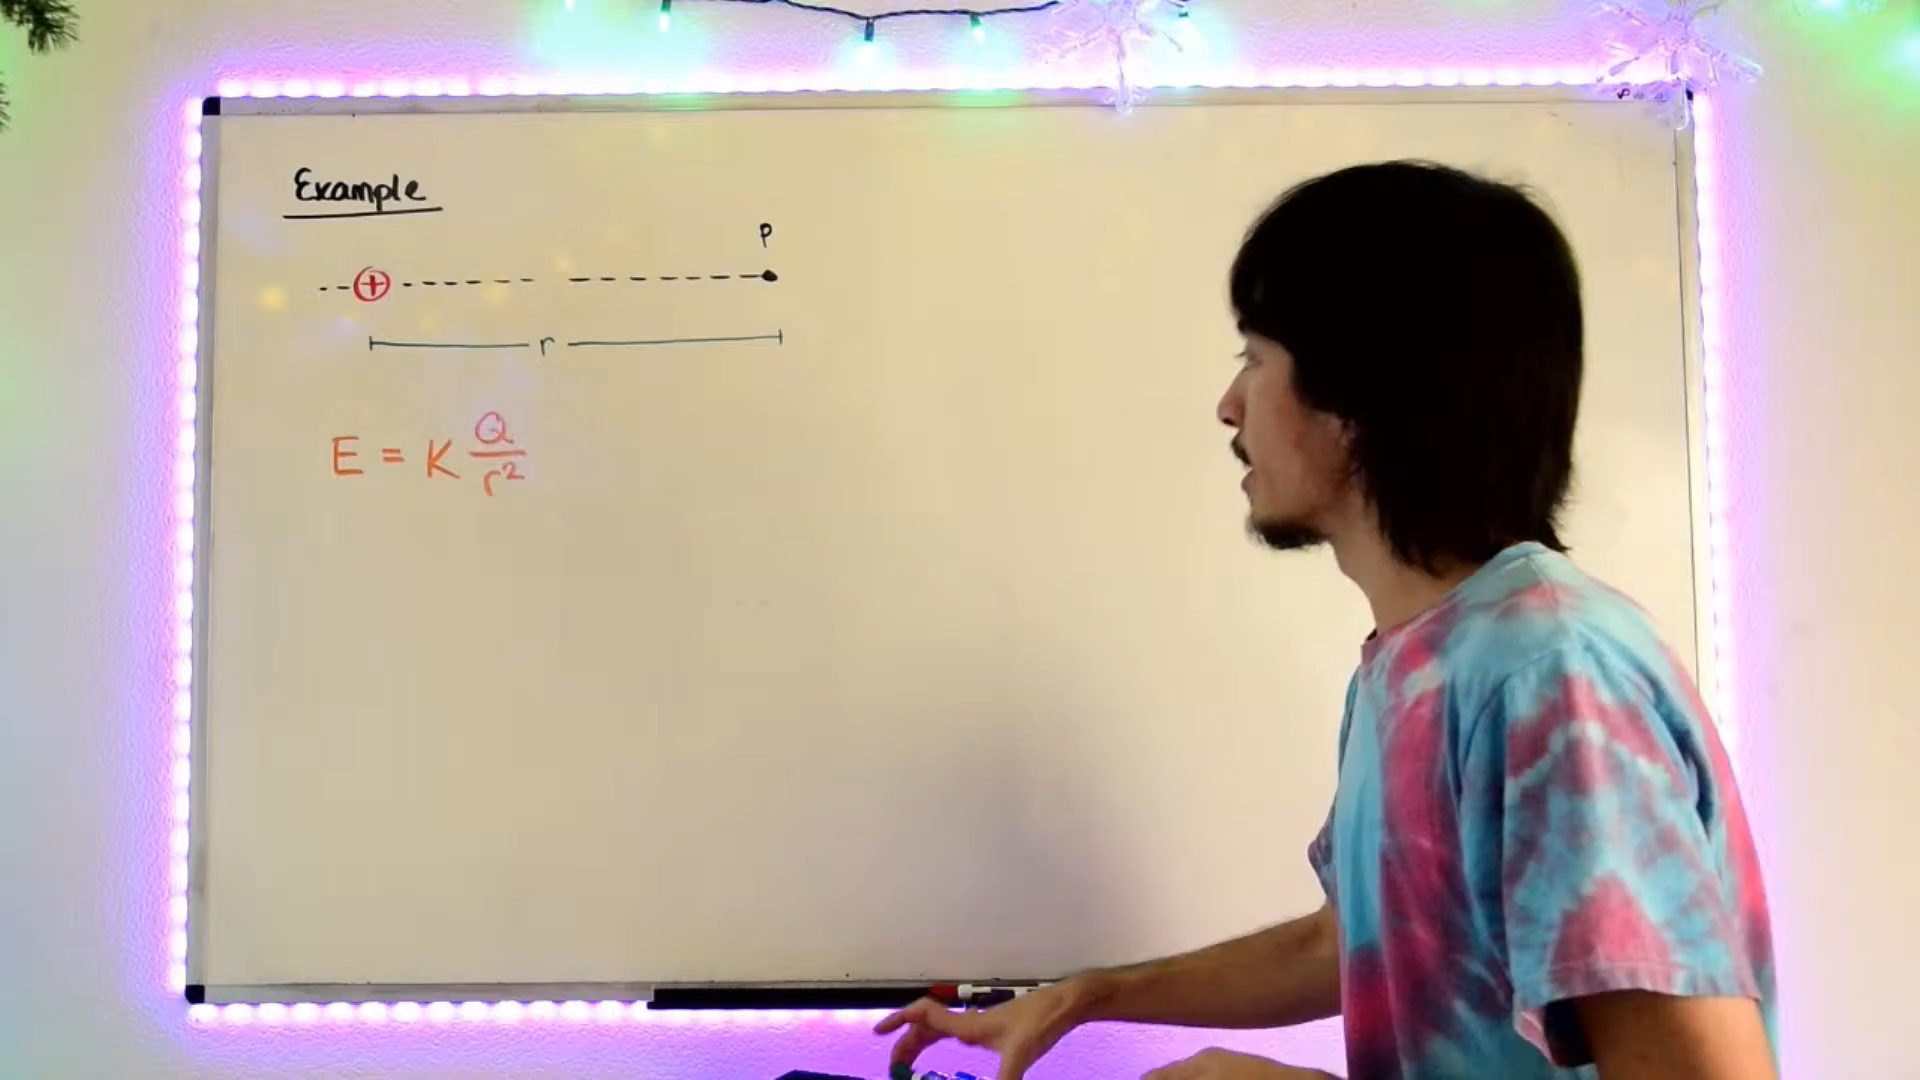 Example
P
+
r
E = K Q/r²